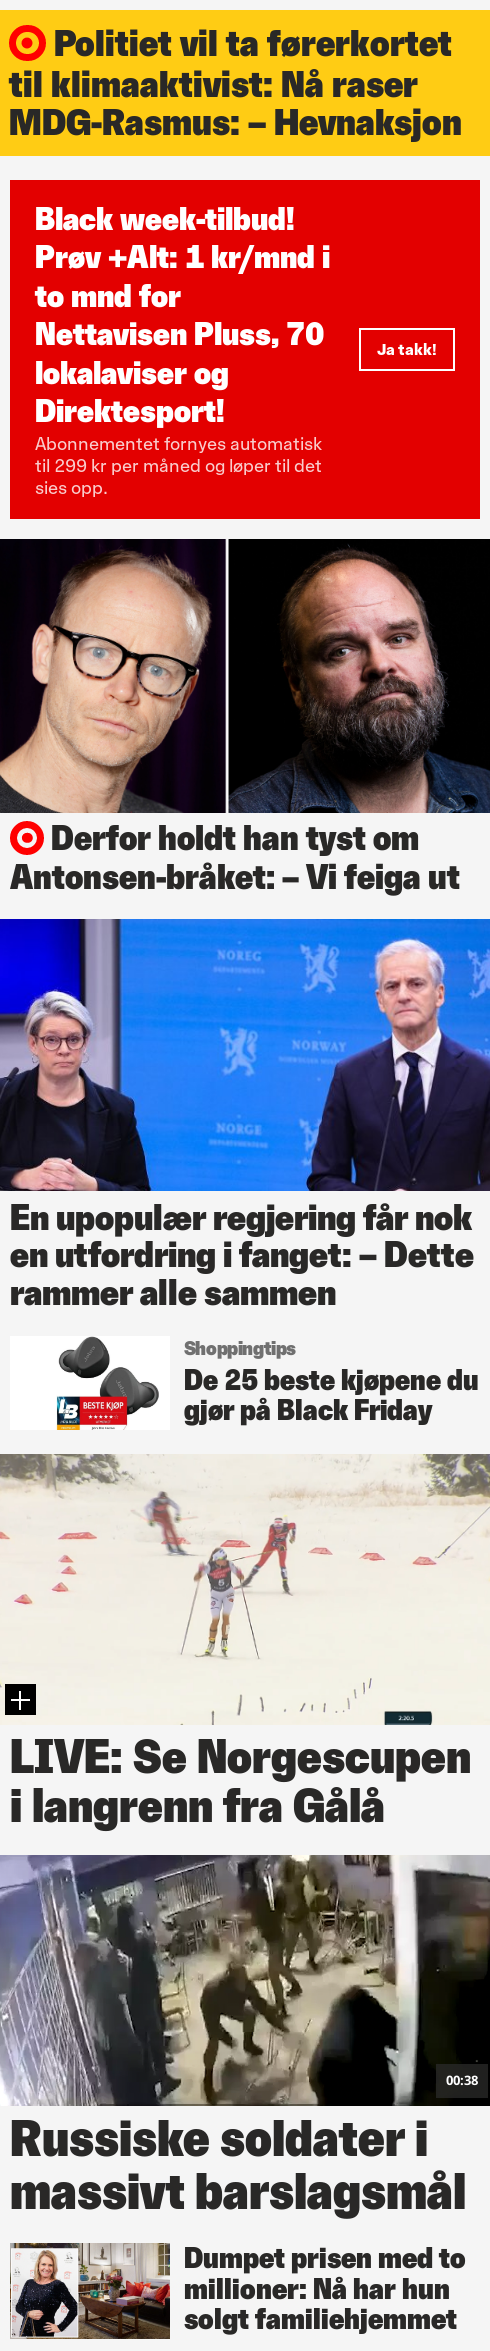 Politiet vil ta førerkortet
til klimaaktivist: Nå raser
MDG-Rasmus: – Hevnaksjon
Black week-tilbud!
Prøv +Alt: 1 kr/mnd i
to mnd for
Nettavisen Pluss, 70
lokalaviser og
Direktesport!
Ja takk!
Abonnementet fornyes automatisk
til 299 kr per måned og løper til det
sies opp.
Derfor holdt han tyst om
Antonsen-bråket: – Vi feiga ut
NOREG
NORWAY
NORGE
En upopulær regjering får nok
en utfordring i fanget: – Dette
rammer alle sammen
BESTE KJØP
Shoppingtips
De 25 beste kjøpene du
gjør på Black Friday
2:20.5
LIVE: Se Norgescupen
i langrenn fra Gålå
00:38
Russiske soldater i
massivt barslagsmål
Dumpet prisen med to
millioner: Nå har hun
solgt familiehjemmet